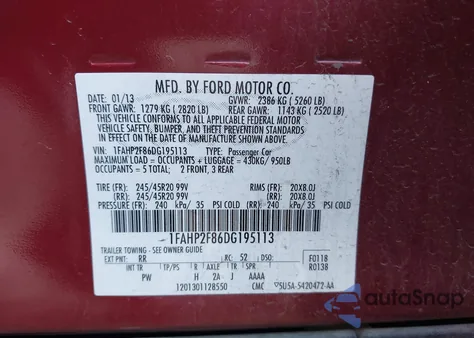 MFD. BY FORD MOTOR CO.
DATE: 01/13 GVWR: 2386 KG ( 5260 LB)
FRONT GAWR: 1279 KG ( 2820 LB) REAR GAWR: 1143 KG ( 2520 LB)
THIS VEHICLE CONFORMS TO ALL APPLICABLE FEDERAL MOTOR VEHICLE
SAFETY, BUMPER, AND THEFT PREVENTION STANDARDS IN EFFECT ON THE DATE OF
MANUFACTURE SHOWN ABOVE.
VIN: 1FAHP2F86DG195113 TYPE: Passenger Car
MAXIMUM LOAD = OCCUPANTS + LUGGAGE = 430KG/ 950LB
OCCUPANTS = 5 TOTAL; 2 FRONT, 3 REAR
TIRE (FR): 245/45R20 99V RIMS (FR): 20X8.0J
(RR): 245/45R20 99V (RR): 20X8.0J
PRESSURE (FR): 240 kPa/ 35 PSI COLD (RR): 240 kPa/ 35 PSI COLD
1FAHP2F86DG195113
TRAILER TOWING - SEE OWNER GUIDE
EXT PNT: RR RC: 52 DSO: F0118
INT TR TP/PS R AXLE TR SPR R0138
PW H 2A J AAAA
1201301128550 CMC
5U5A-5420472-AA
autoSnap